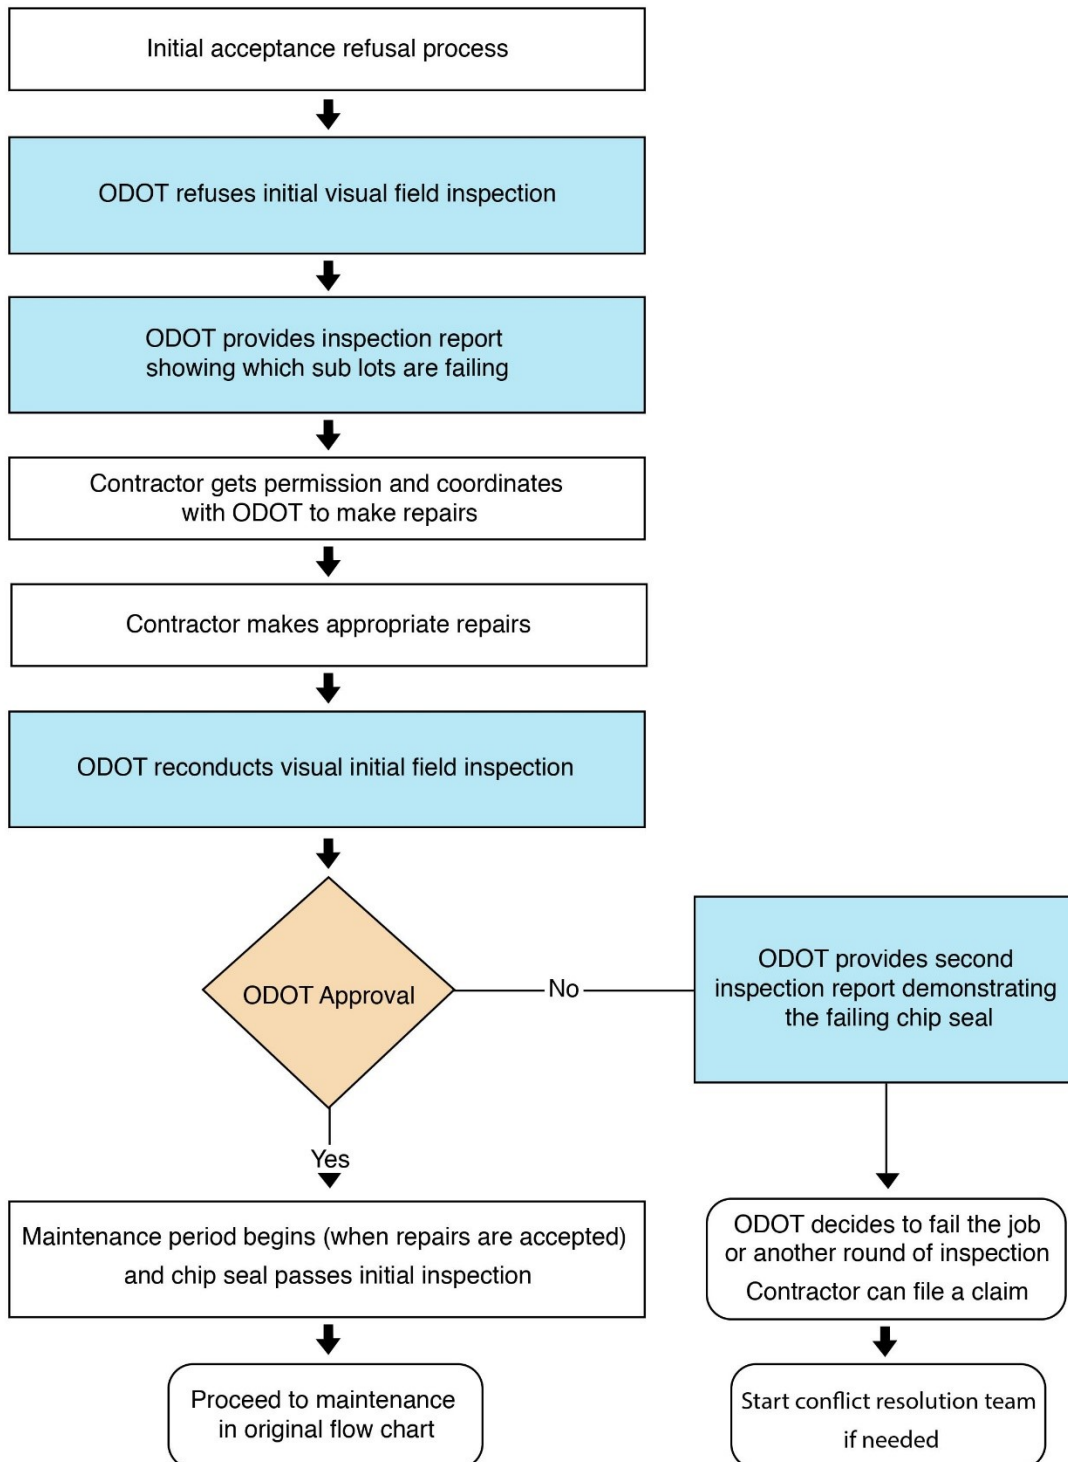 Initial acceptance refusal process
ODOT refuses initial visual field inspection
ODOT provides inspection report
showing which sub lots are failing
Contractor gets permission and coordinates
with ODOT to make repairs
Contractor makes appropriate repairs
ODOT reconducts visual initial field inspection
ODOT Approval
No
ODOT provides second
inspection report demonstrating
the failing chip seal
Yes
Maintenance period begins (when repairs are accepted)
and chip seal passes initial inspection
ODOT decides to fail the job
or another round of inspection
Contractor can file a claim
Proceed to maintenance
in original flow chart
Start conflict resolution team
if needed